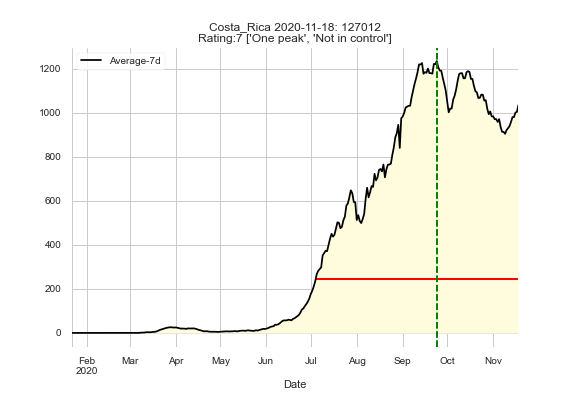 Costa_Rica 2020-11-18: 127012
Rating:7 ['One peak', 'Not in control']
Average-7d
1200
1000
800
600
400
200
0
Feb Mar Apr May Jun Jul Aug Sep Oct Nov
2020
Date